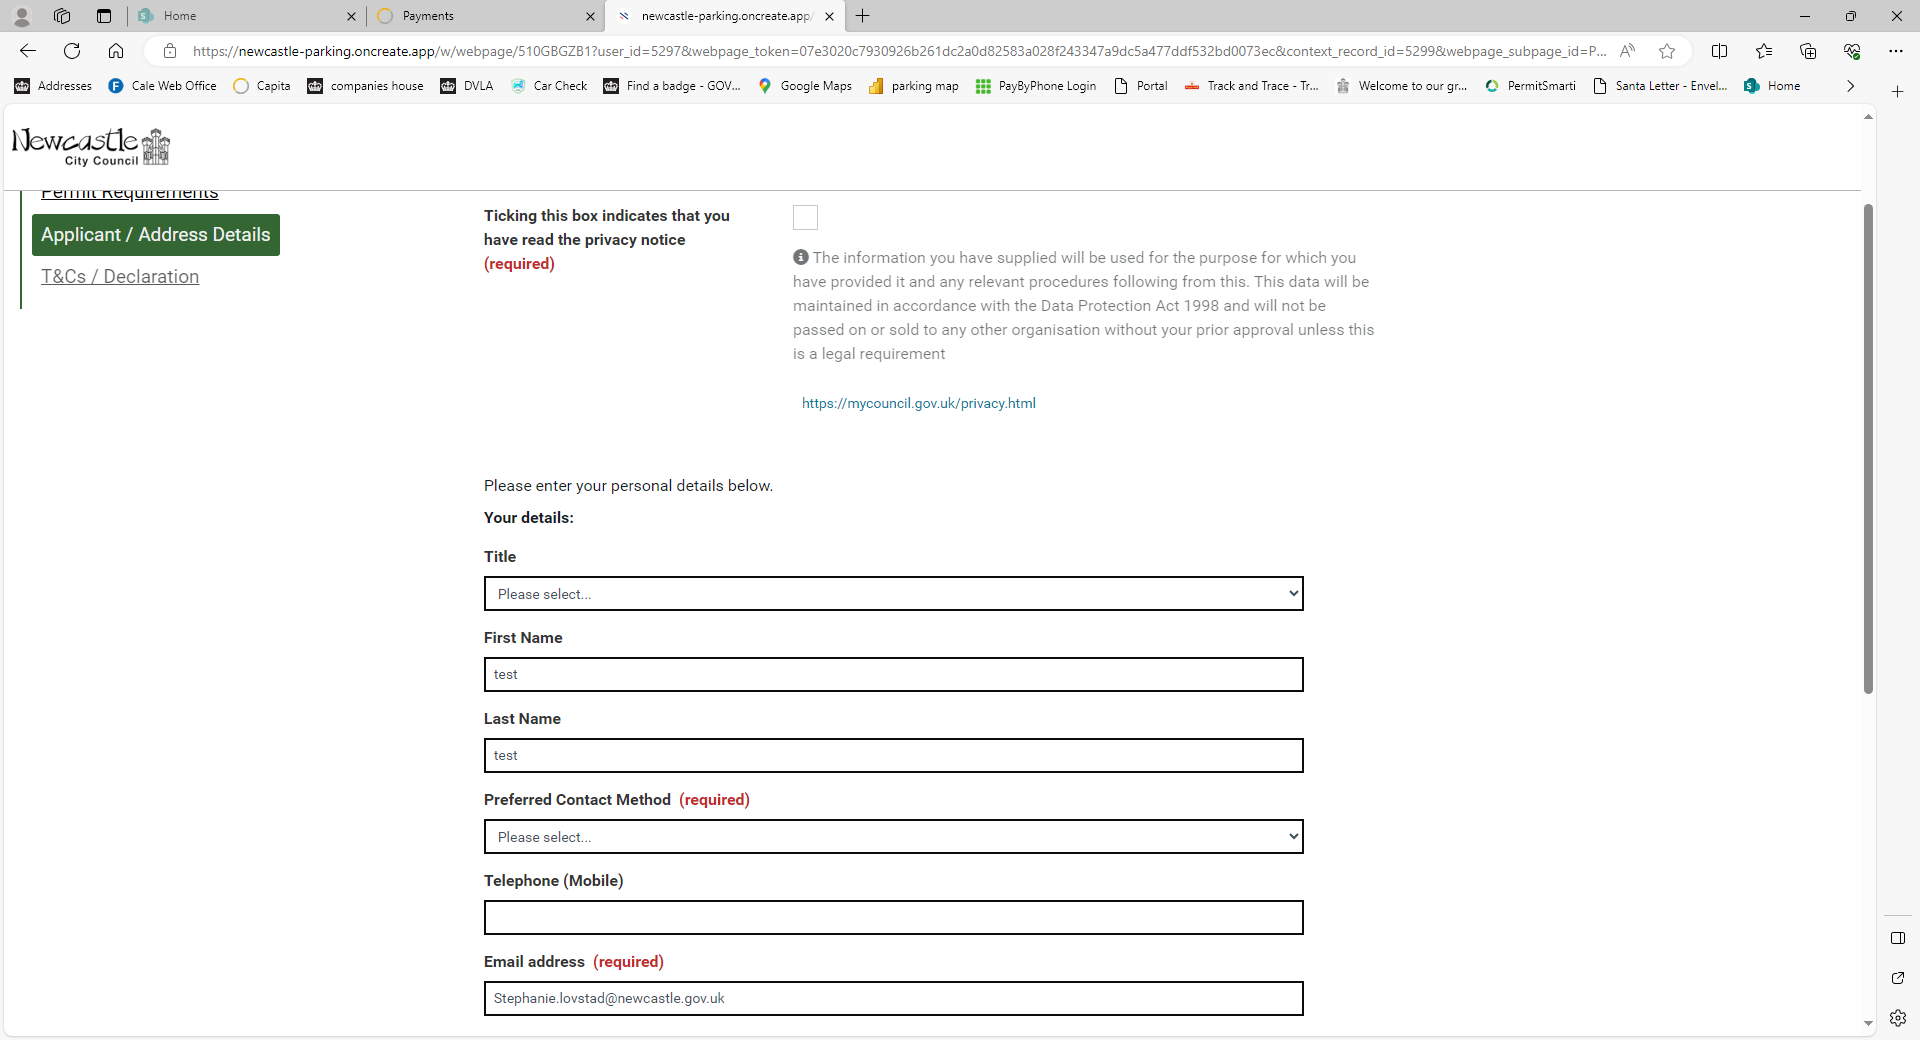 Home
Payments
newcastle-parking.oncreate.app/
https://newcastle-parking.oncreate.app/w/webpage/510GBGZB1?user_id=5297&webpage_token=07e3020c7930926b261dc2a0d82583a028f243347a9dc5a477ddf532bd0073ec&context_record_id=5299&webpage_subpage_id=P...
Addresses
Cale Web Office
Capita
companies house
DVLA
Car Check
Find a badge - GOV...
Google Maps
parking map
PayByPhone Login
Portal
Track and Trace - Tr...
Welcome to our gr...
PermitSmarti
Santa Letter - Envel...
Home
Newcastle
City Council
Permit Requirements
Applicant / Address Details
T&Cs / Declaration
Ticking this box indicates that you
have read the privacy notice
(required)
The information you have supplied will be used for the purpose for which you
have provided it and any relevant procedures following from this. This data will be
maintained in accordance with the Data Protection Act 1998 and will not be
passed on or sold to any other organisation without your prior approval unless this
is a legal requirement
https://mycouncil.gov.uk/privacy.html
Please enter your personal details below.
Your details:
Title
Please select...
First Name
test
Last Name
test
Preferred Contact Method (required)
Please select...
Telephone (Mobile)
Email address (required)
Stephanie.lovstad@newcastle.gov.uk